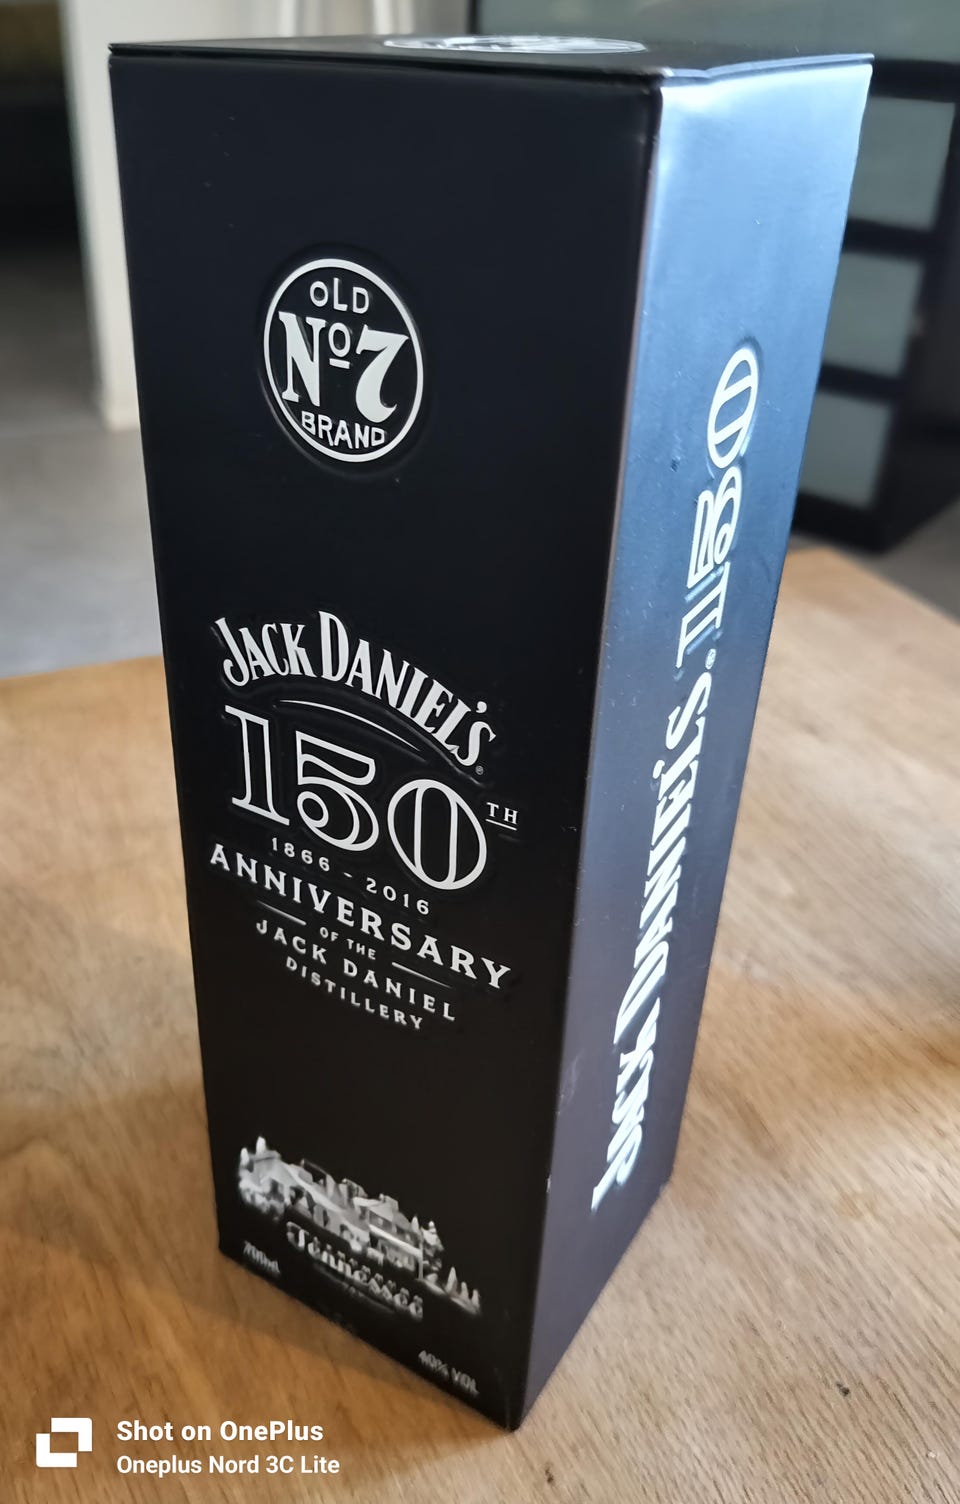 OLD
Nº7
BRAND
JACK DANIEL'S®
150TH
1866 - 2016
ANNIVERSARY
OF THE
JACK DANIEL
DISTILLERY
Tennessee
700mL
40% VOL
JACK DANIEL'S® 150
Shot on OnePlus
Oneplus Nord 3C Lite